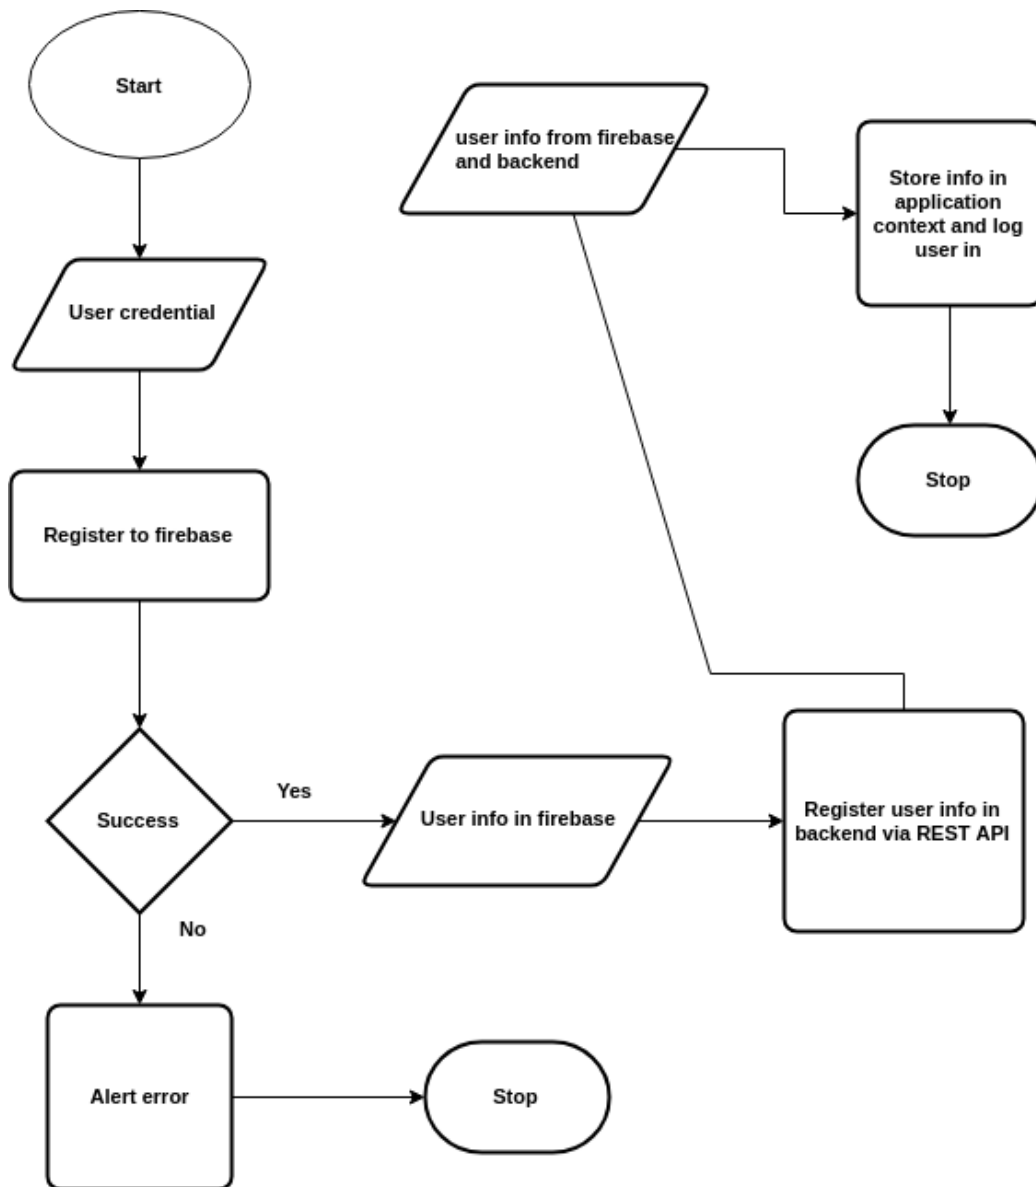 Start
User credential
Register to firebase
Success
Yes
No
Alert error
Stop
User info in firebase
Register user info in
backend via REST API
user info from firebase
and backend
Store info in
application
context and log
user in
Stop